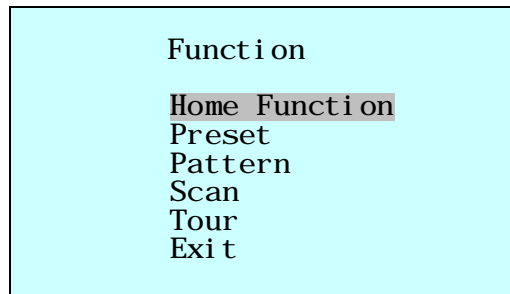 Function
Home Function
Preset
Pattern
Scan
Tour
Exit